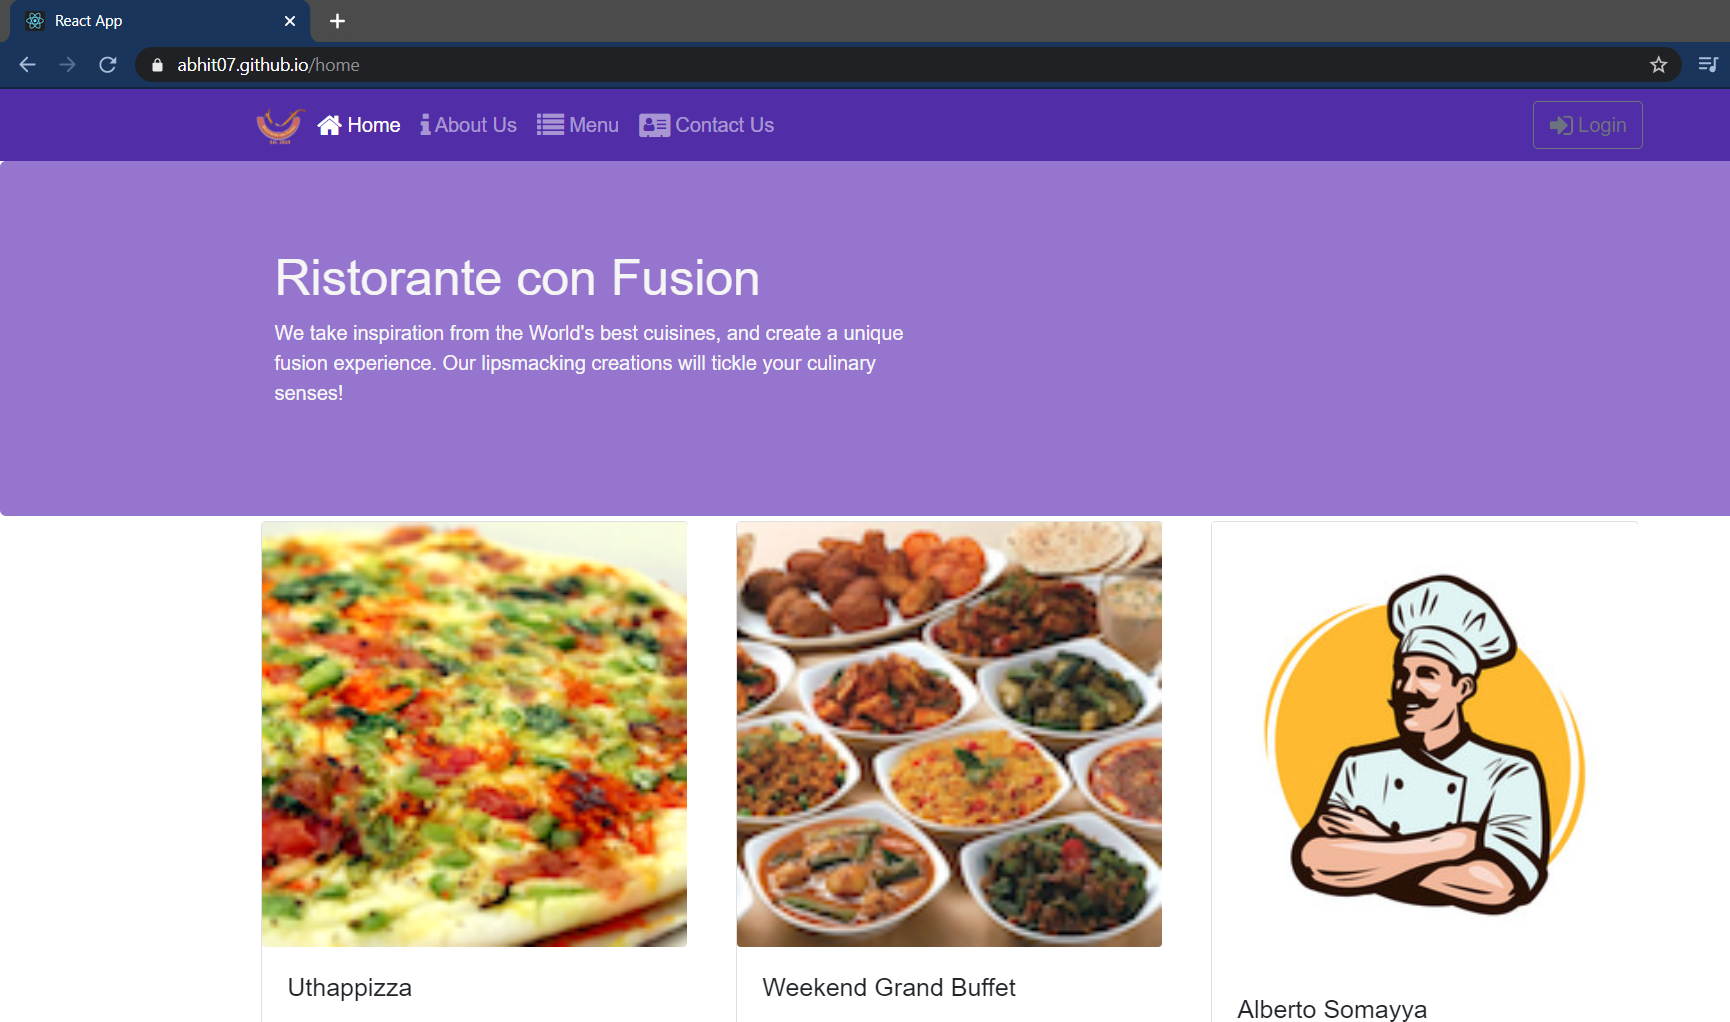 React App
abhit07.github.io/home
Home About Us Menu Contact Us Login
Ristorante con Fusion
We take inspiration from the World's best cuisines, and create a unique
fusion experience. Our lipsmacking creations will tickle your culinary
senses!
Uthappizza
Weekend Grand Buffet
Alberto Somayya